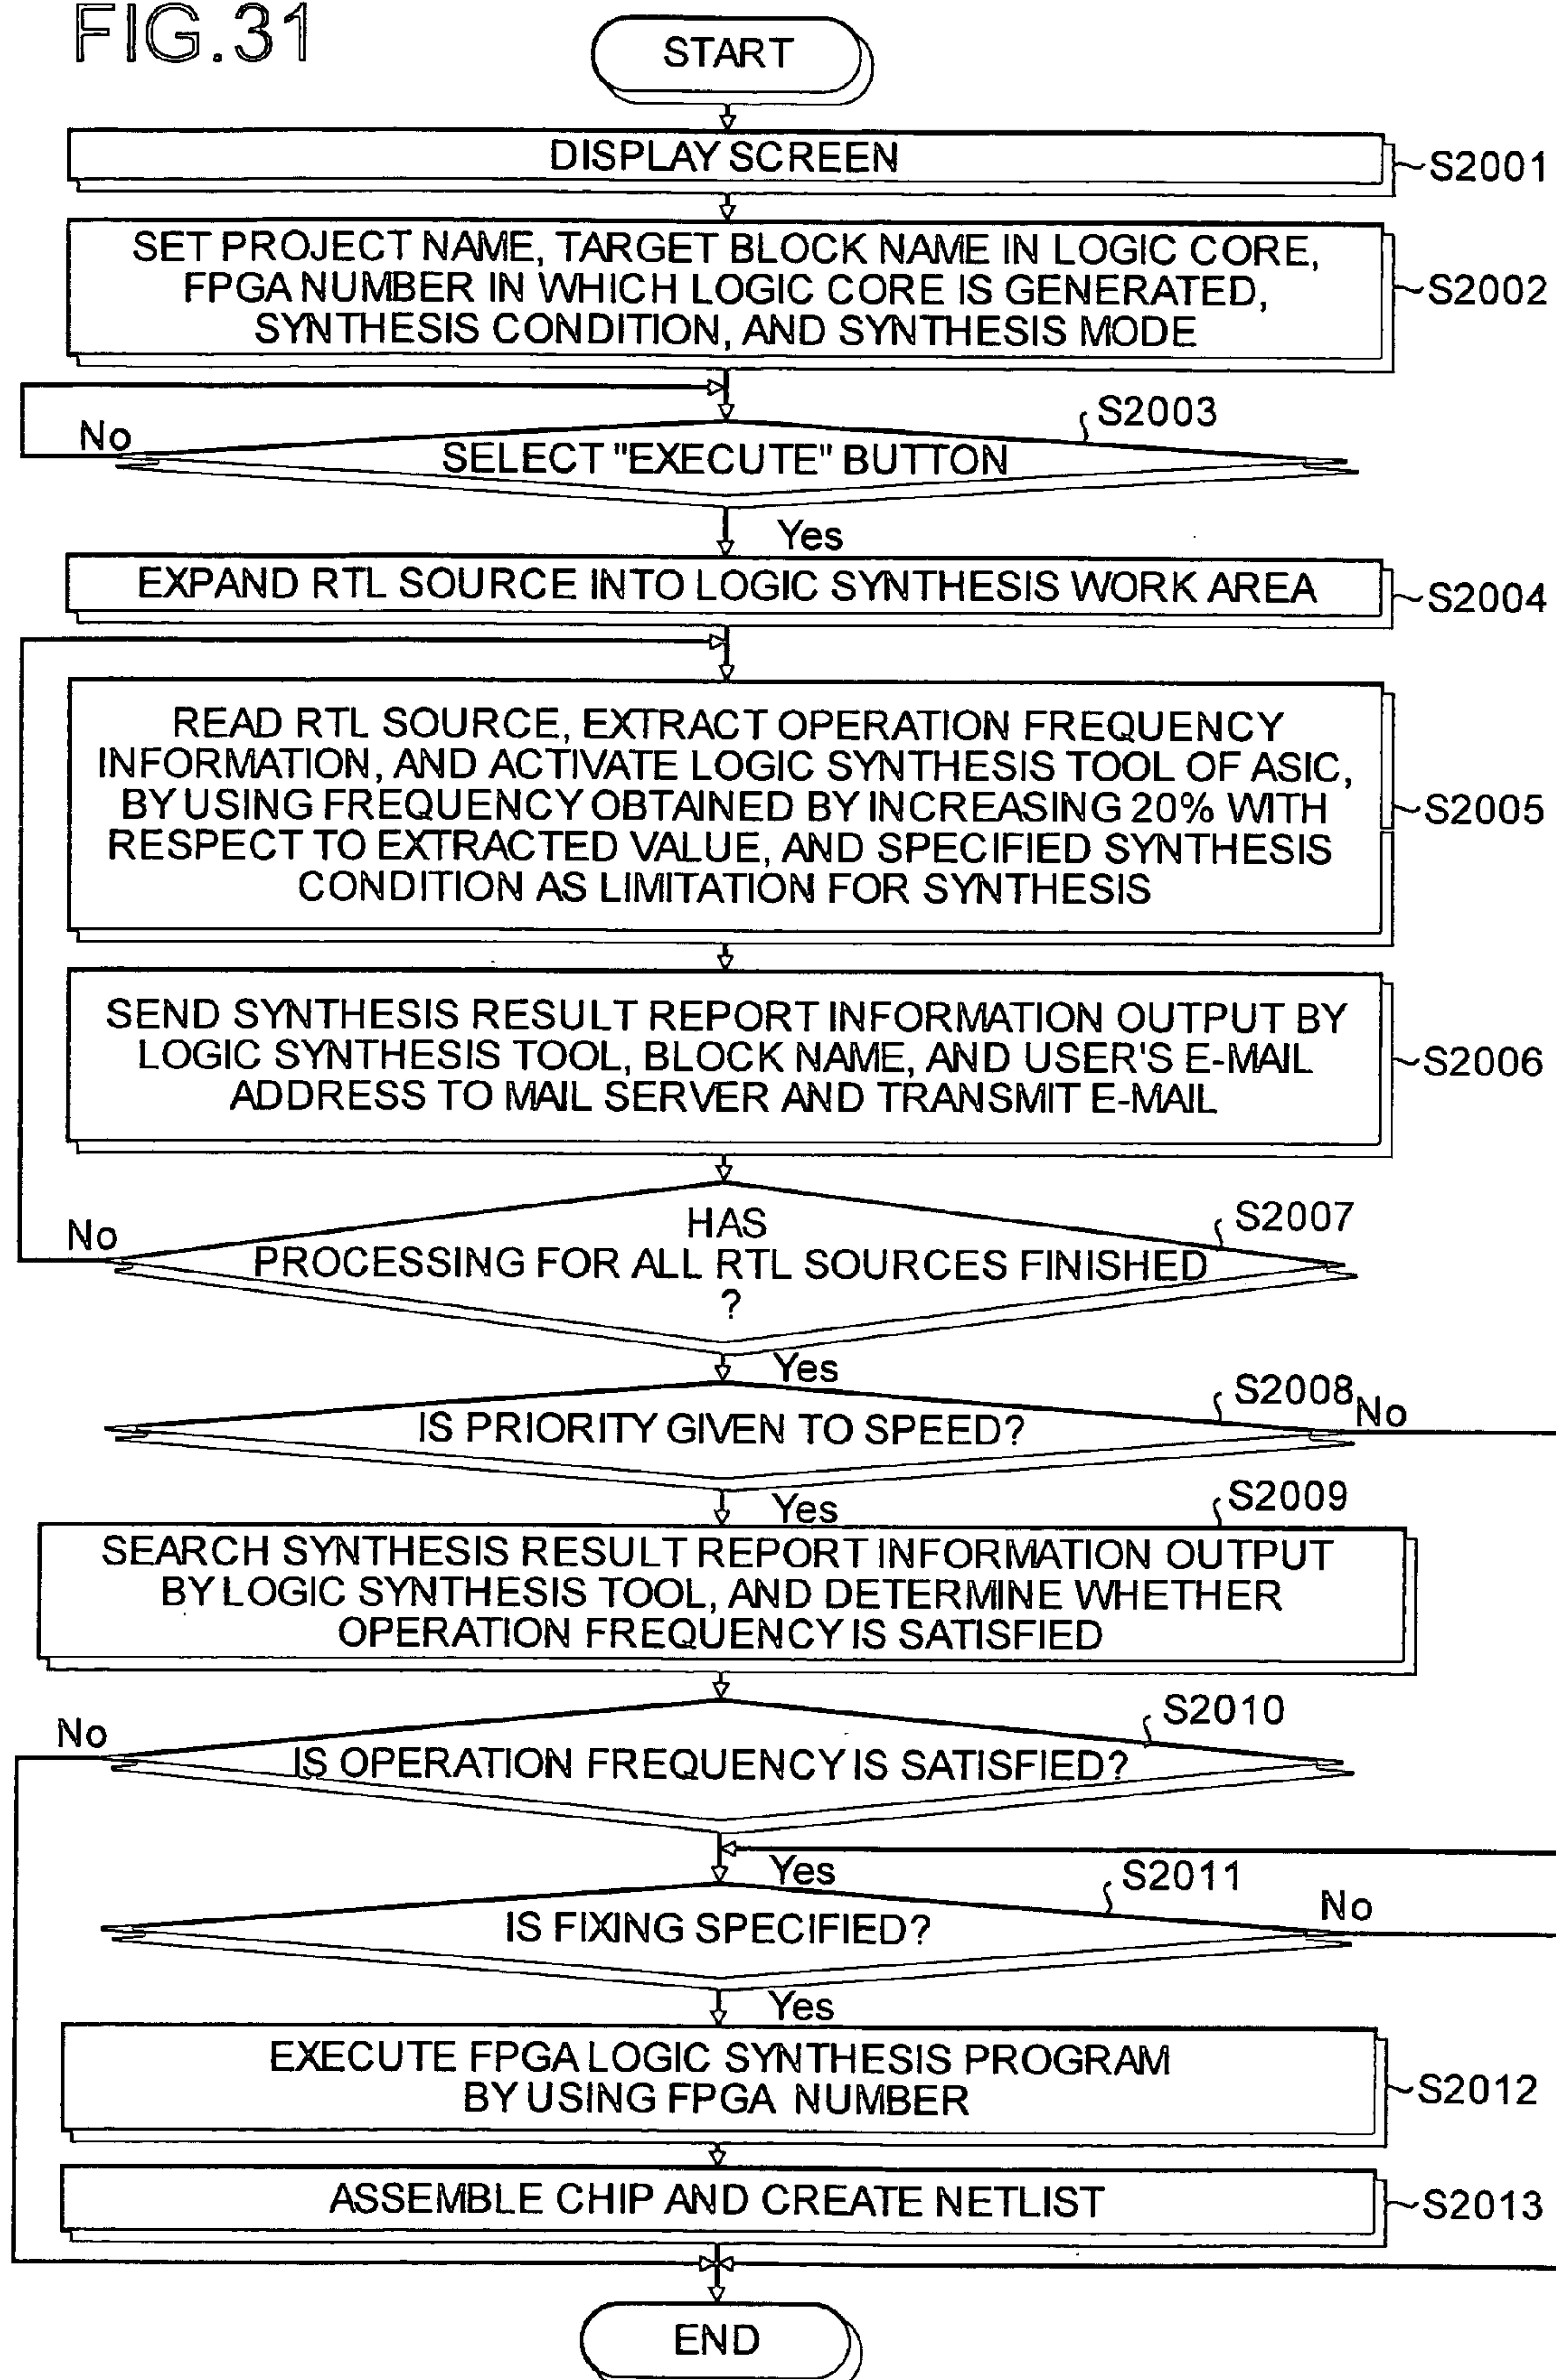 FIG.31
START
DISPLAY SCREEN
S2001
SET PROJECT NAME, TARGET BLOCK NAME IN LOGIC CORE,
FPGA NUMBER IN WHICH LOGIC CORE IS GENERATED,
SYNTHESIS CONDITION, AND SYNTHESIS MODE
S2002
S2003
No
SELECT "EXECUTE" BUTTON
Yes
EXPAND RTL SOURCE INTO LOGIC SYNTHESIS WORK AREA
S2004
READ RTL SOURCE, EXTRACT OPERATION FREQUENCY
INFORMATION, AND ACTIVATE LOGIC SYNTHESIS TOOL OF ASIC,
BY USING FREQUENCY OBTAINED BY INCREASING 20% WITH
RESPECT TO EXTRACTED VALUE, AND SPECIFIED SYNTHESIS
CONDITION AS LIMITATION FOR SYNTHESIS
S2005
SEND SYNTHESIS RESULT REPORT INFORMATION OUTPUT BY
LOGIC SYNTHESIS TOOL, BLOCK NAME, AND USER'S E-MAIL
ADDRESS TO MAIL SERVER AND TRANSMIT E-MAIL
S2006
S2007
No
HAS
PROCESSING FOR ALL RTL SOURCES FINISHED
?
Yes
S2008
No
IS PRIORITY GIVEN TO SPEED?
Yes
S2009
SEARCH SYNTHESIS RESULT REPORT INFORMATION OUTPUT
BY LOGIC SYNTHESIS TOOL, AND DETERMINE WHETHER
OPERATION FREQUENCY IS SATISFIED
S2010
No
IS OPERATION FREQUENCY IS SATISFIED?
Yes
S2011
No
IS FIXING SPECIFIED?
Yes
EXECUTE FPGA LOGIC SYNTHESIS PROGRAM
BY USING FPGA NUMBER
S2012
ASSEMBLE CHIP AND CREATE NETLIST
S2013
END